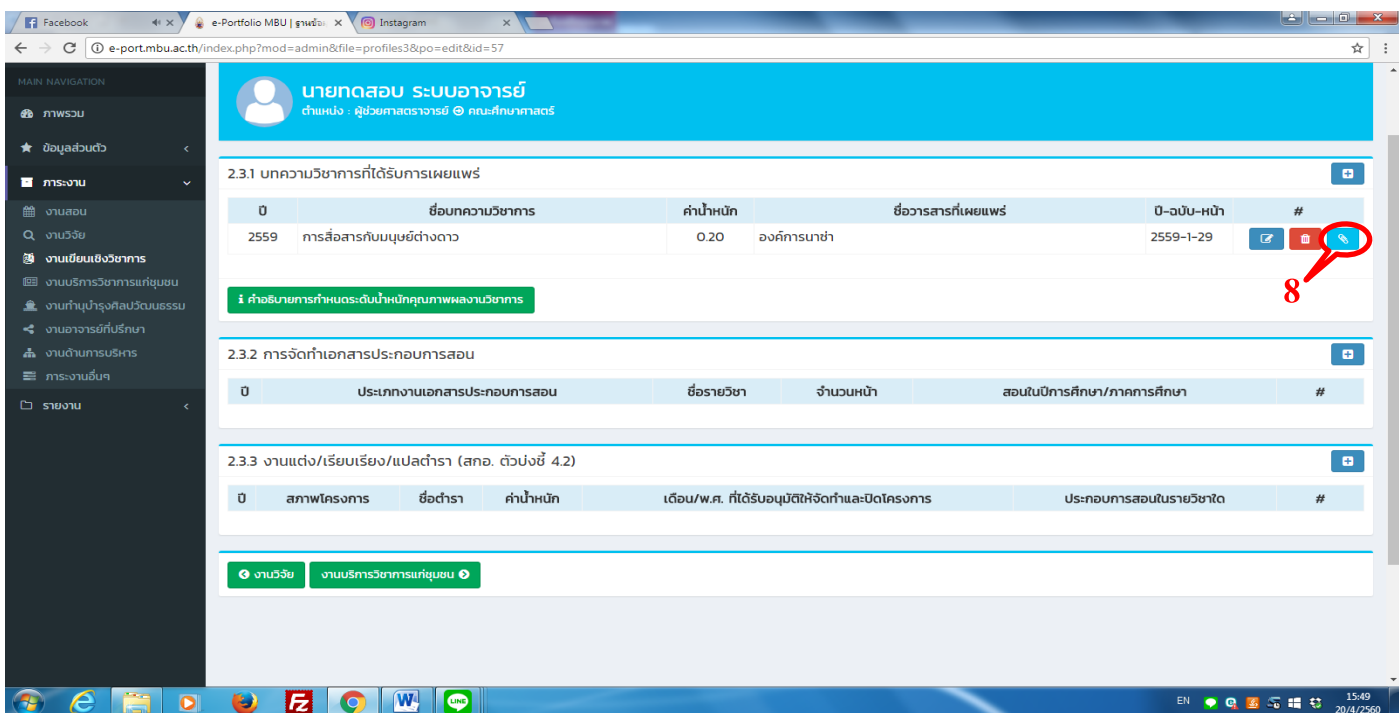 Facebook
e-Portfolio MBU | ฐานข้อ
Instagram
e-port.mbu.ac.th/index.php?mod=admin&file=profiles3&po=edit&id=57
MAIN NAVIGATION
ภาพรวม
ข้อมูลส่วนตัว
ภาระงาน
งานสอน
งานวิจัย
งานเขียนเชิงวิชาการ
งานบริการวิชาการแก่ชุมชน
งานทำนุบำรุงศิลปวัฒนธรรม
งานอาจารย์ที่ปรึกษา
งานด้านการบริหาร
ภาระงานอื่นๆ
รายงาน
นายทดสอบ ระบบอาจารย์
ตำแหน่ง : ผู้ช่วยศาสตราจารย์ คณะศึกษาศาสตร์
2.3.1 บทความวิชาการที่ได้รับการเผยแพร่
ปี ชื่อบทความวิชาการ ค่าน้ำหนัก ชื่อวารสารที่เผยแพร่ ปี-ฉบับ-หน้า #
2559 การสื่อสารกับมนุษย์ต่างดาว 0.20 องค์การนาซ่า 2559-1-29
8
คำอธิบายการกำหนดระดับน้ำหนักคุณภาพผลงานวิชาการ
2.3.2 การจัดทำเอกสารประกอบการสอน
ปี ประเภทงานเอกสารประกอบการสอน ชื่อรายวิชา จำนวนหน้า สอนในปีการศึกษา/ภาคการศึกษา #
2.3.3 งานแต่ง/เรียบเรียง/แปลตำรา (สกอ. ตัวบ่งชี้ 4.2)
ปี สภาพโครงการ ชื่อตำรา ค่าน้ำหนัก เดือน/พ.ศ. ที่ได้รับอนุมัติให้จัดทำและปิดโครงการ ประกอบการสอนในรายวิชาใด #
งานวิจัย งานบริการวิชาการแก่ชุมชน
LINE
EN 15:49
20/4/2560